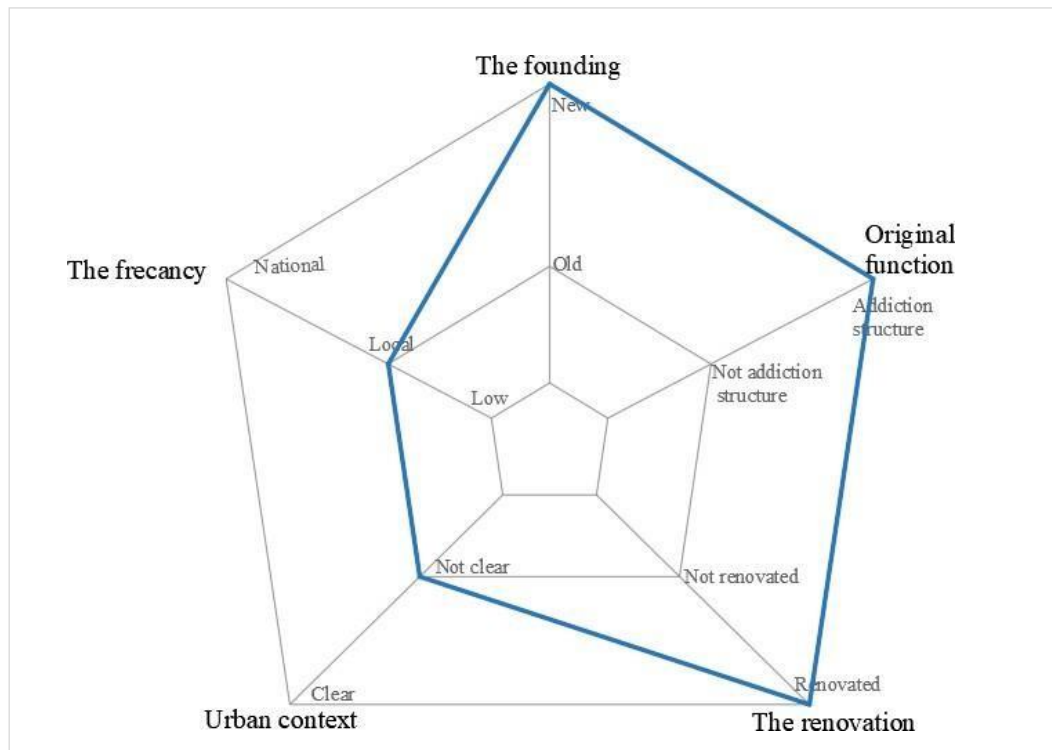 The founding
New
Original
function
The frecancy
National
Old
Addiction
structure
Local
Not addiction
structure
Low
Not clear
Not renovated
Clear
Renovated
Urban context
The renovation